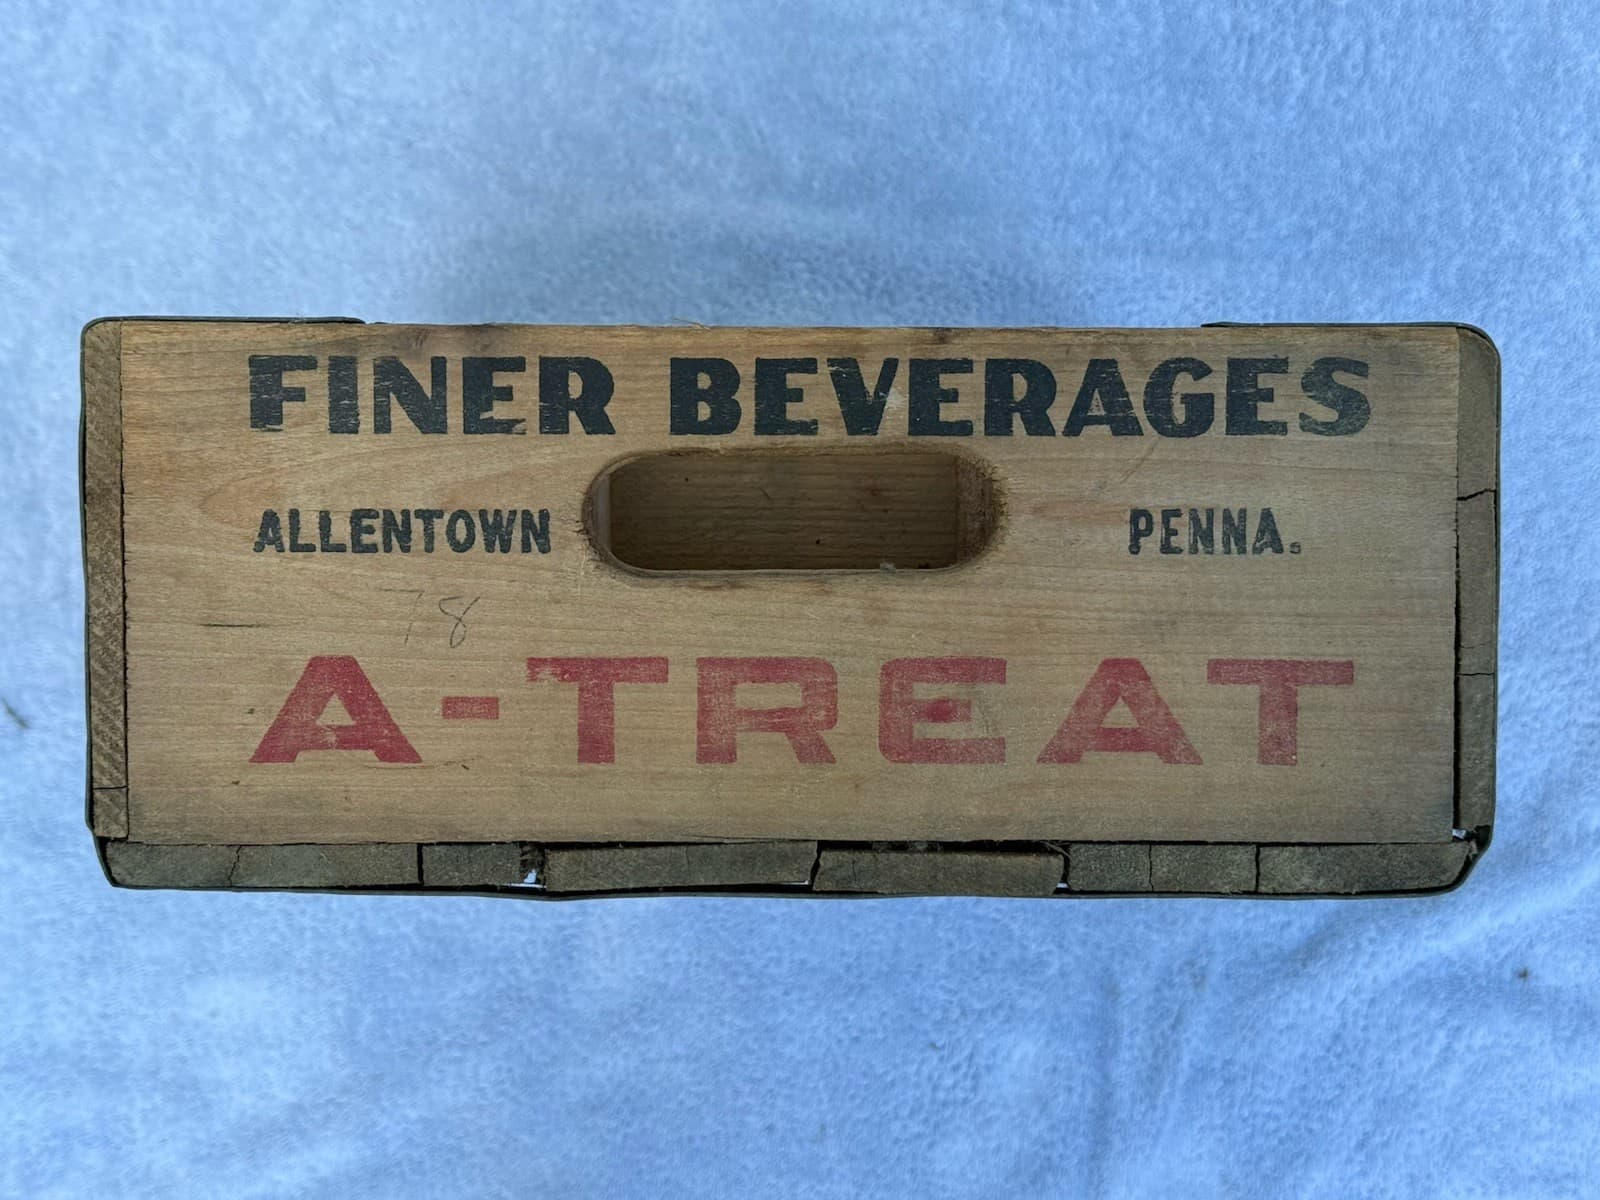 FINER BEVERAGES
ALLENTOWN PENNA.
78
A-TREAT